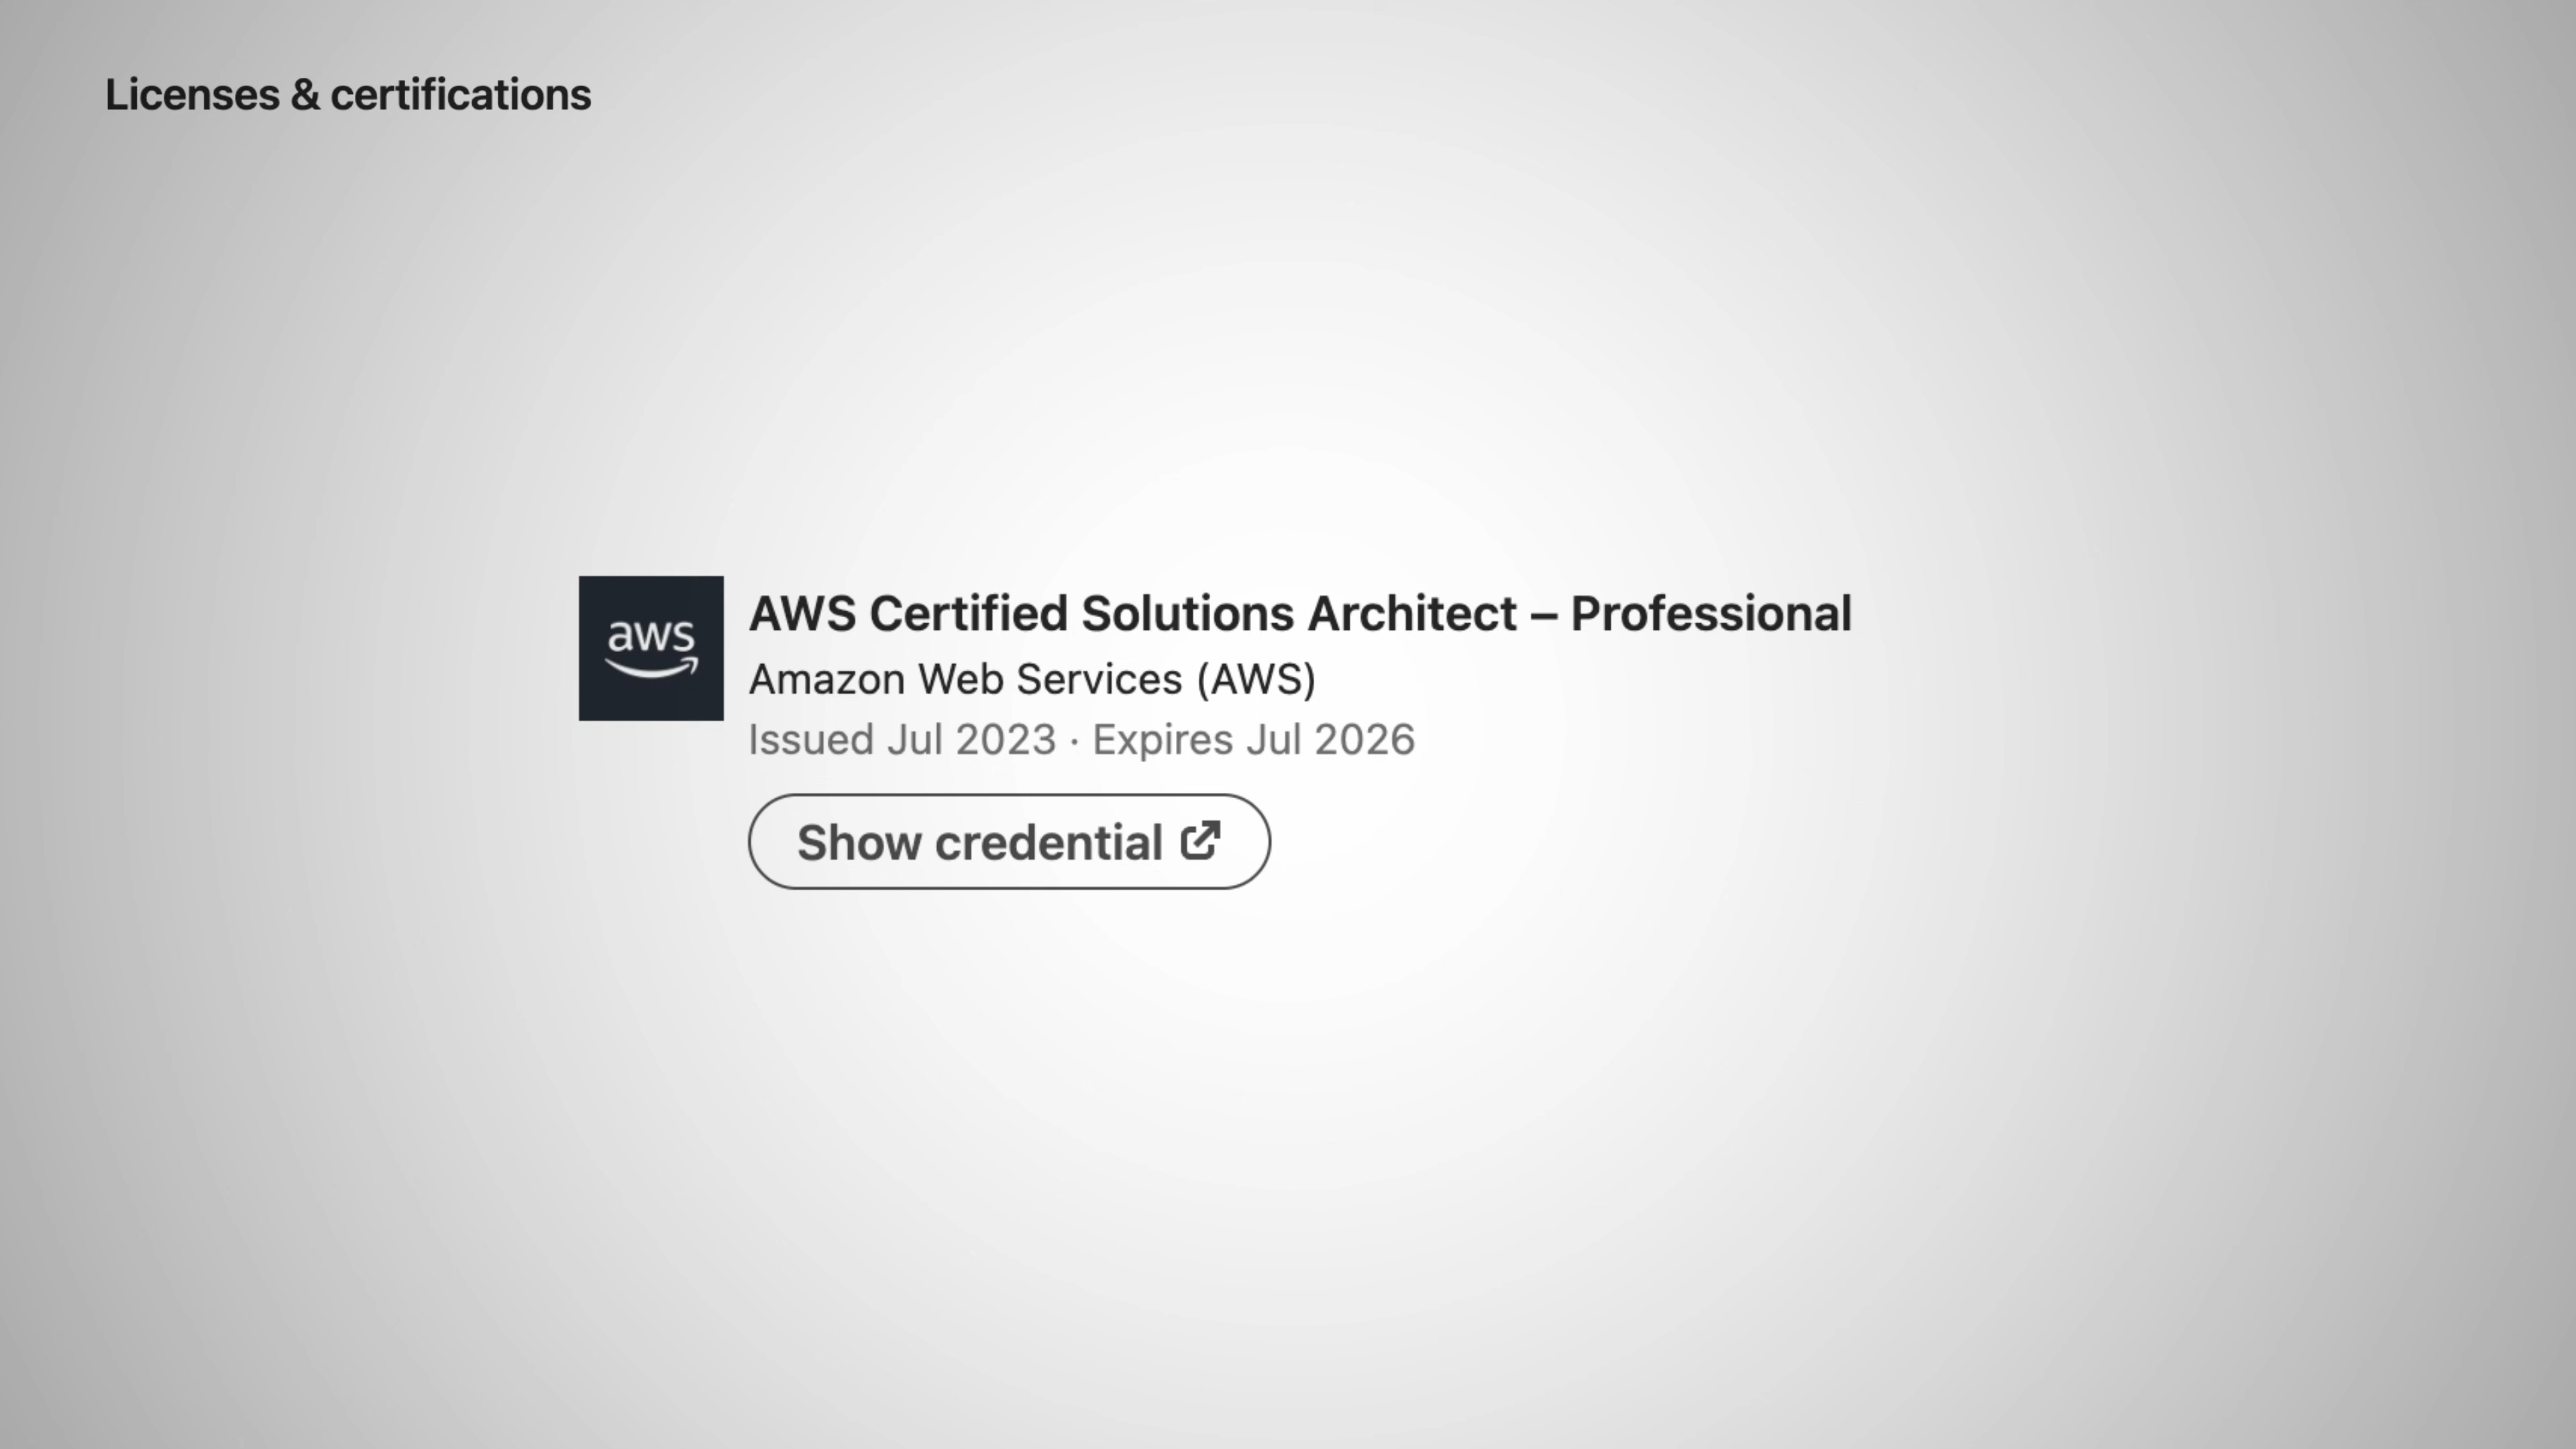 Licenses & certifications
aws
AWS Certified Solutions Architect – Professional
Amazon Web Services (AWS)
Issued Jul 2023 · Expires Jul 2026
Show credential